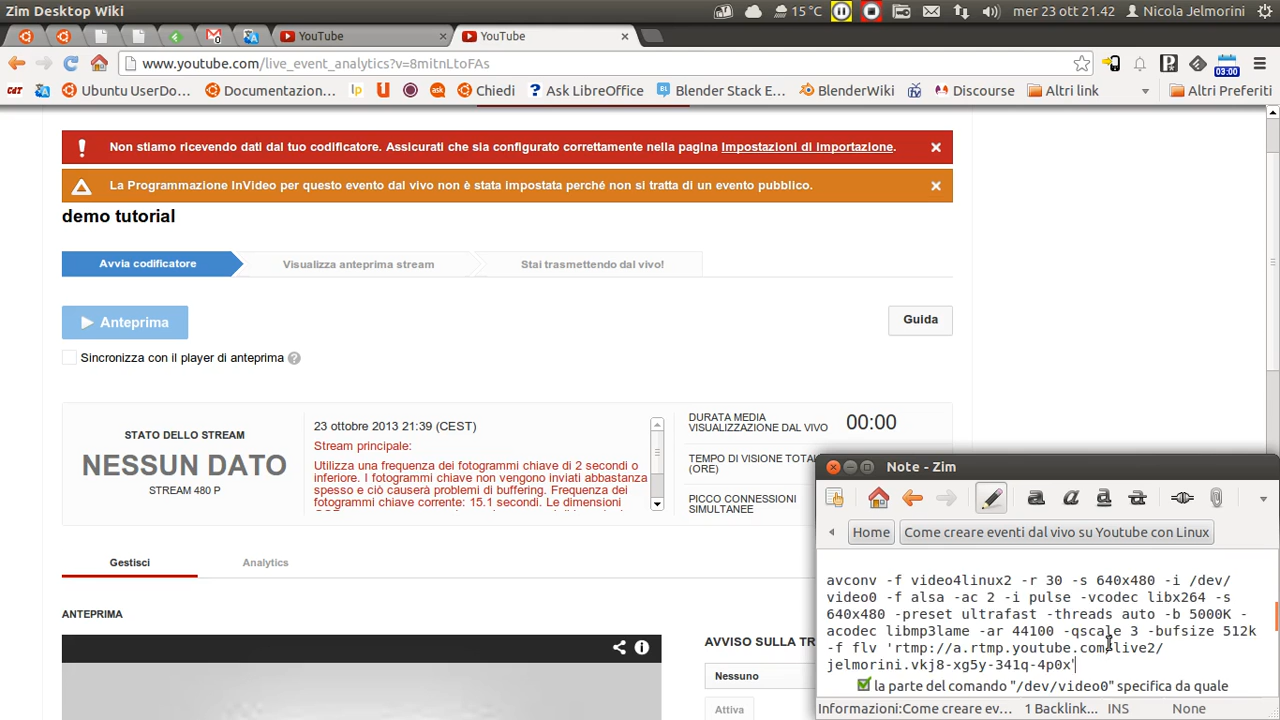 Zim Desktop Wiki
15 °C
mer 23 ott 21.42
Nicola Jelmorini
YouTube
YouTube
www.youtube.com/live_event_analytics?v=8mitnLtoFAs
CdT
Ubuntu UserDo...
Documentazion...
lp
Chiedi
Ask LibreOffice
Blender Stack E...
BlenderWiki
Discourse
Altri link
Altri Preferiti
03:00
Non stiamo ricevendo dati dal tuo codificatore. Assicurati che sia configurato correttamente nella pagina Impostazioni di importazione.
La Programmazione InVideo per questo evento dal vivo non è stata impostata perché non si tratta di un evento pubblico.
demo tutorial
Avvia codificatore
Visualizza anteprima stream
Stai trasmettendo dal vivo!
Anteprima
Guida
Sincronizza con il player di anteprima
STATO DELLO STREAM
NESSUN DATO
STREAM 480 P
23 ottobre 2013 21:39 (CEST)
Stream principale:
Utilizza una frequenza dei fotogrammi chiave di 2 secondi o
inferiore. I fotogrammi chiave non vengono inviati abbastanza
spesso e ciò causerà problemi di buffering. Frequenza dei
fotogrammi chiave corrente: 15.1 secondi. Le dimensioni
DURATA MEDIA
VISUALIZZAZIONE DAL VIVO
00:00
TEMPO DI VISIONE TOTAL
(ORE)
PICCO CONNESSIONI
SIMULTANEE
Gestisci
Analytics
ANTEPRIMA
AVVISO SULLA TR
Nessuno
Attiva
Note - Zim
Home
Come creare eventi dal vivo su Youtube con Linux
avconv -f video4linux2 -r 30 -s 640x480 -i /dev/
video0 -f alsa -ac 2 -i pulse -vcodec libx264 -s
640x480 -preset ultrafast -threads auto -b 5000K -
acodec libmp3lame -ar 44100 -qscale 3 -bufsize 512k
-f flv 'rtmp://a.rtmp.youtube.com/live2/
jelmorini.vkj8-xg5y-341q-4p0x'
la parte del comando "/dev/video0" specifica da quale
Informazioni:Come creare ev...
1 Backlink...
INS
None